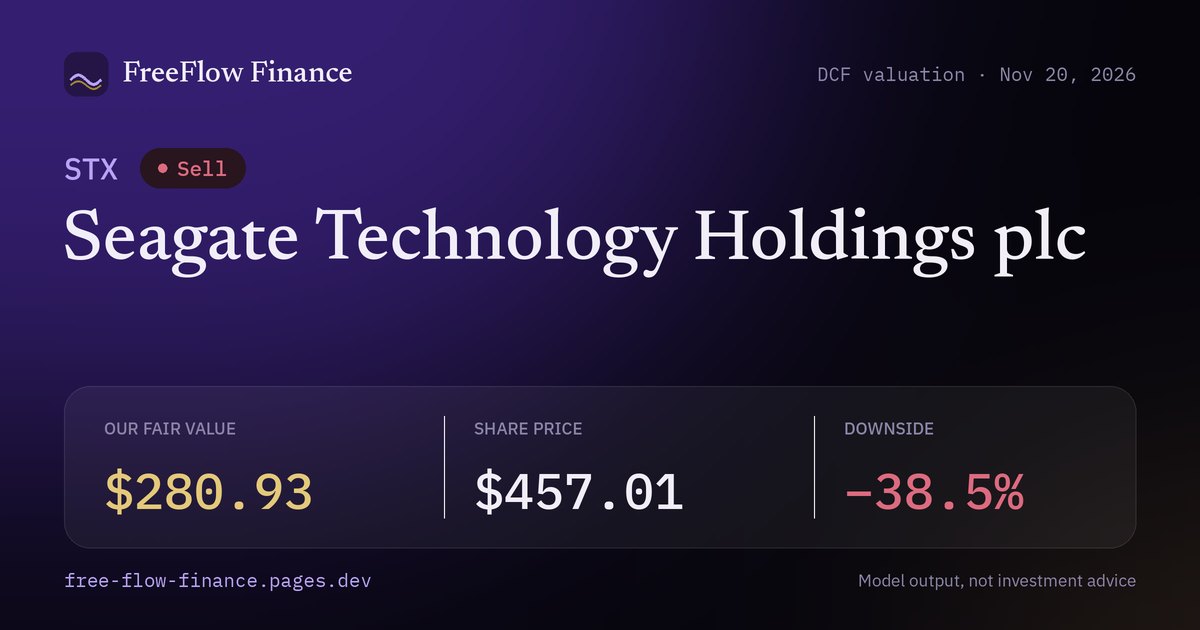 FreeFlow Finance
DCF valuation · Nov 20, 2026
STX
Sell
Seagate Technology Holdings plc
OUR FAIR VALUE
$280.93
SHARE PRICE
$457.01
DOWNSIDE
−38.5%
free-flow-finance.pages.dev
Model output, not investment advice